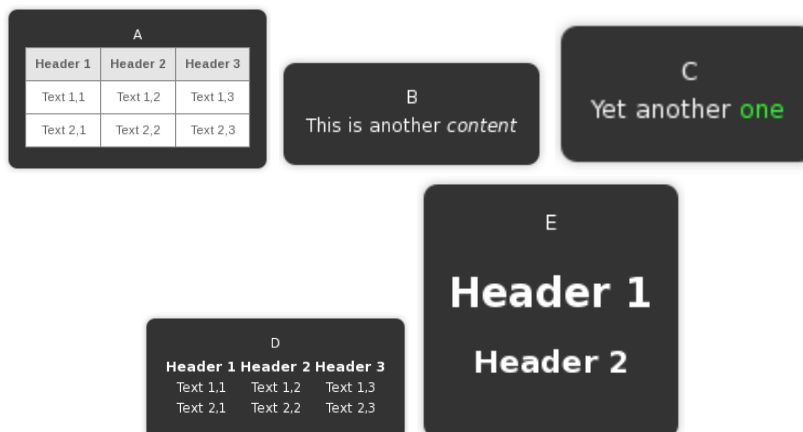 A
Header 1 Header 2 Header 3
Text 1,1 Text 1,2 Text 1,3
Text 2,1 Text 2,2 Text 2,3
B
This is another content
C
Yet another one
D
Header 1 Header 2 Header 3
Text 1,1 Text 1,2 Text 1,3
Text 2,1 Text 2,2 Text 2,3
E
Header 1
Header 2